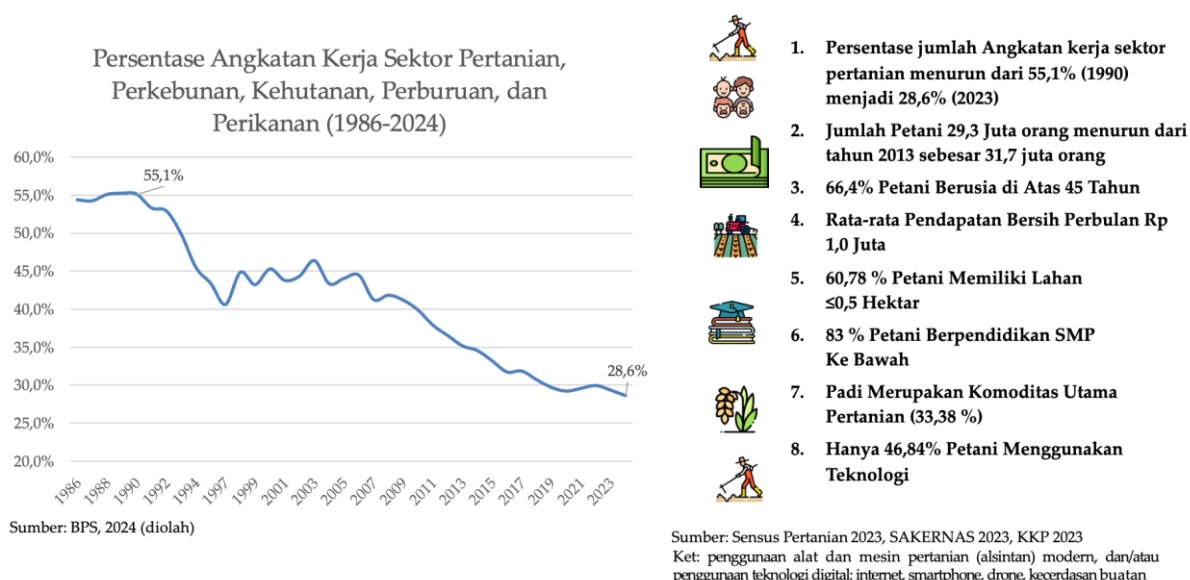 Persentase Angkatan Kerja Sektor Pertanian,
Perkebunan, Kehutanan, Perburuan, dan
Perikanan (1986-2024)
60,0%
55,0%
50,0%
45,0%
40,0%
35,0%
30,0%
25,0%
20,0%
55,1%
28,6%
1986
1988
1990
1992
1994
1997
1999
2001
2003
2005
2007
2009
2011
2013
2015
2017
2019
2021
2023
Sumber: BPS, 2024 (diolah)
1. Persentase jumlah Angkatan kerja sektor
pertanian menurun dari 55,1% (1990)
menjadi 28,6% (2023)
2. Jumlah Petani 29,3 Juta orang menurun dari
tahun 2013 sebesar 31,7 juta orang
3. 66,4% Petani Berusia di Atas 45 Tahun
4. Rata-rata Pendapatan Bersih Perbulan Rp
1,0 Juta
5. 60,78 % Petani Memiliki Lahan
≤0,5 Hektar
6. 83 % Petani Berpendidikan SMP
Ke Bawah
7. Padi Merupakan Komoditas Utama
Pertanian (33,38 %)
8. Hanya 46,84% Petani Menggunakan
Teknologi
Sumber: Sensus Pertanian 2023, SAKERNAS 2023, KKP 2023
Ket: penggunaan alat dan mesin pertanian (alsintan) modern, dan/atau
penggunaan teknologi digital: internet, smartphone, drone, kecerdasan buatan